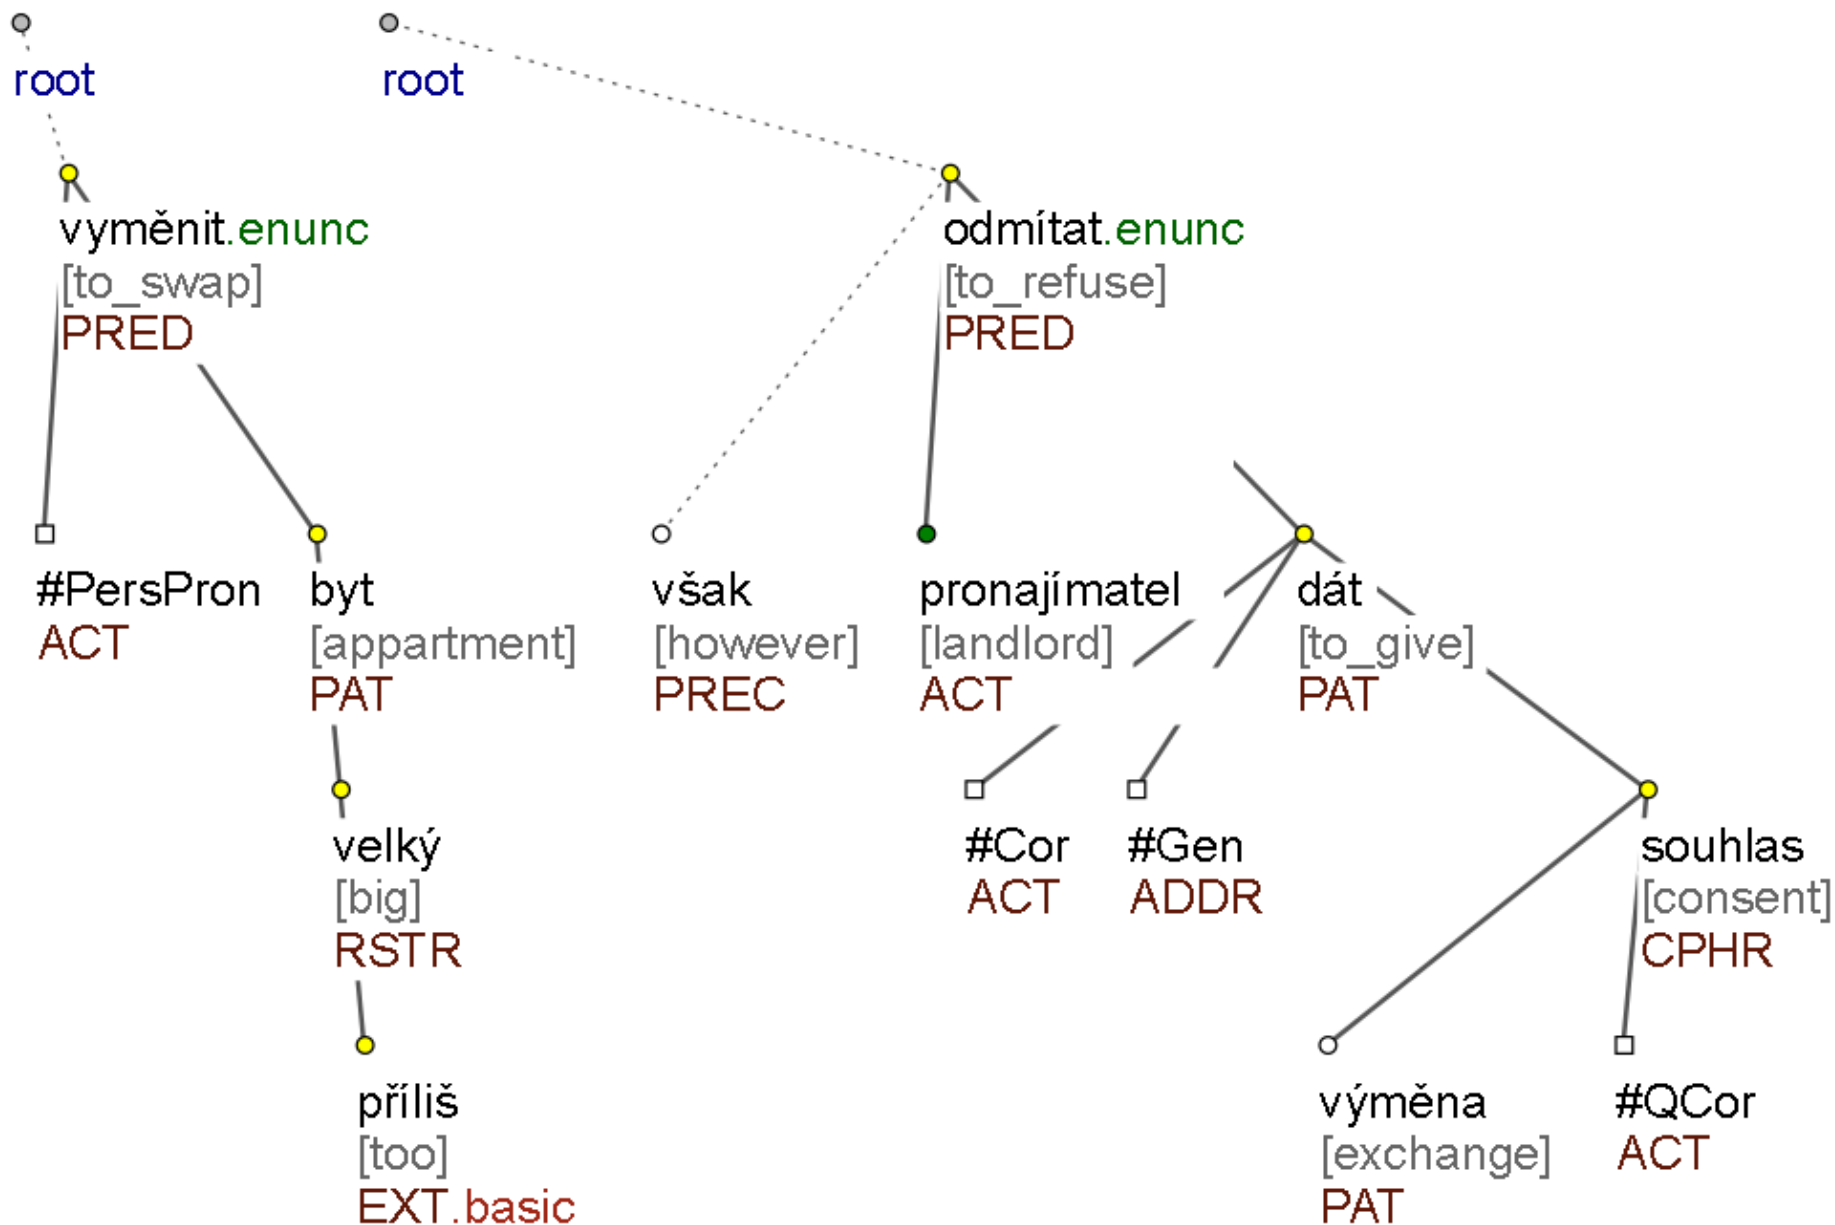 root
root
vyměnit.enunc
[to_swap]
PRED
odmítat.enunc
[to_refuse]
PRED
#PersPron
ACT
byt
[appartment]
PAT
však
[however]
PREC
pronajímatel
[landlord]
ACT
dát
[to_give]
PAT
velký
[big]
RSTR
#Cor
ACT
#Gen
ADDR
souhlas
[consent]
CPHR
příliš
[too]
EXT.basic
výměna
[exchange]
PAT
#QCor
ACT